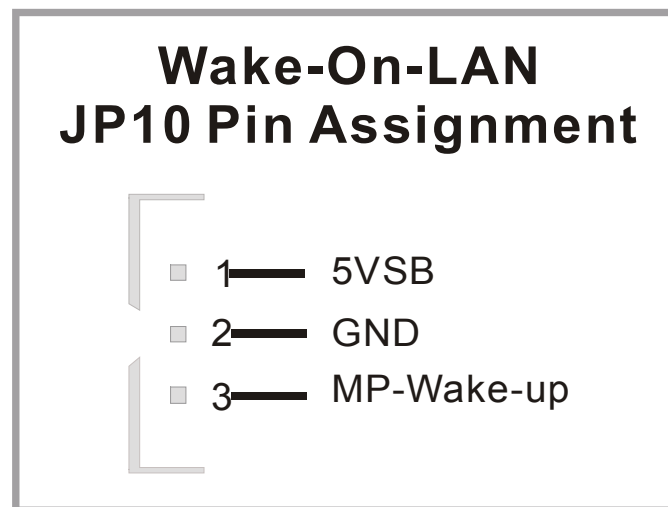 Wake-On-LAN
JP10 Pin Assignment
1 5VSB
2 GND
3 MP-Wake-up